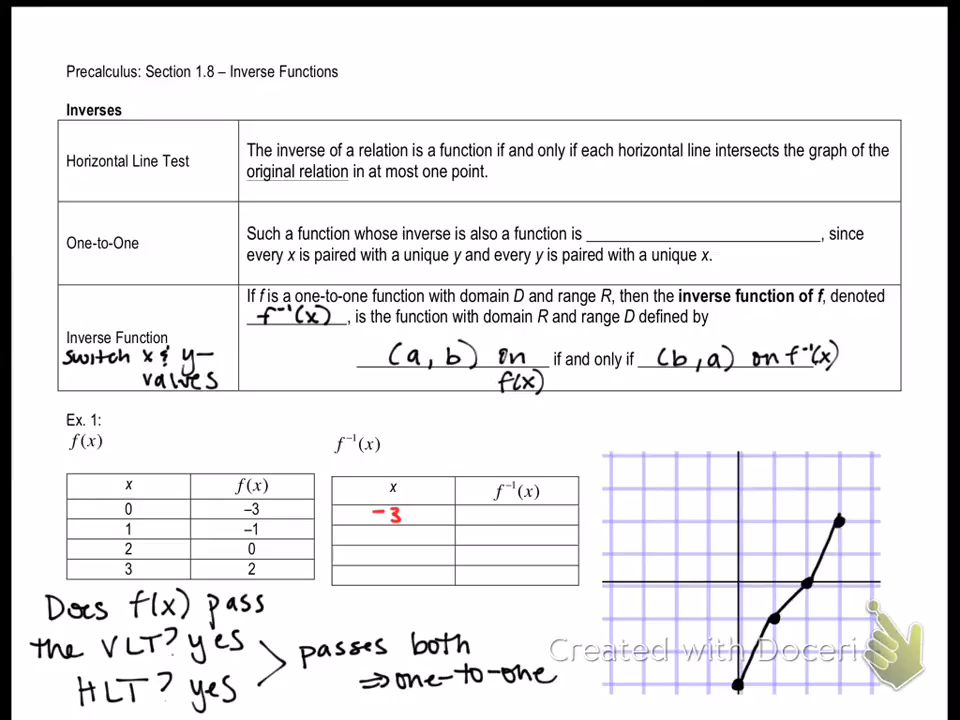 Precalculus: Section 1.8 – Inverse Functions
Inverses
Horizontal Line Test
The inverse of a relation is a function if and only if each horizontal line intersects the graph of the
original relation in at most one point.
One-to-One
Such a function whose inverse is also a function is ________________________, since
every x is paired with a unique y and every y is paired with a unique x.
If f is a one-to-one function with domain D and range R, then the inverse function of f, denoted
f⁻¹(x), is the function with domain R and range D defined by
Inverse Function
switch x & y-
values
(a, b) on if and only if (b, a) on f⁻¹(x)
f(x)
Ex. 1:
f(x)
f⁻¹(x)
x f(x)
0 –3
1 –1
2 0
3 2
x f⁻¹(x)
-3
Does f(x) pass
the VLT? yes
HLT? yes
passes both
⇒ one-to-one
Created with Doceri